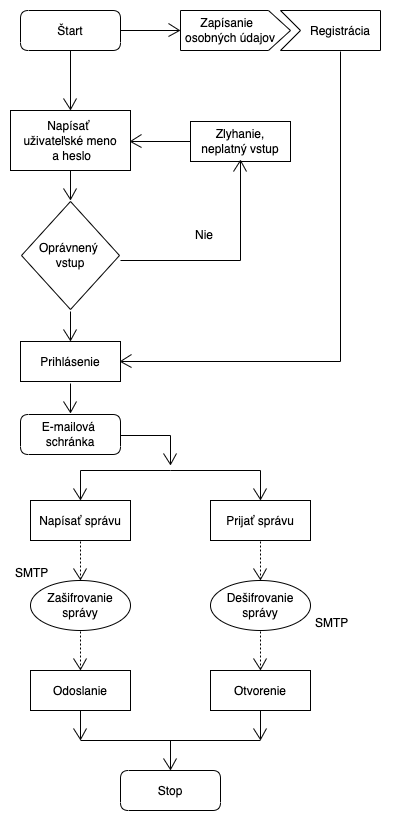 Štart
Zapísanie
osobných údajov
Registrácia
Napísať
uživateľské meno
a heslo
Zlyhanie,
neplatný vstup
Nie
Oprávnený
vstup
Prihlásenie
E-mailová
schránka
Napísať správu
Prijať správu
SMTP
Zašifrovanie
správy
Dešifrovanie
správy
SMTP
Odoslanie
Otvorenie
Stop